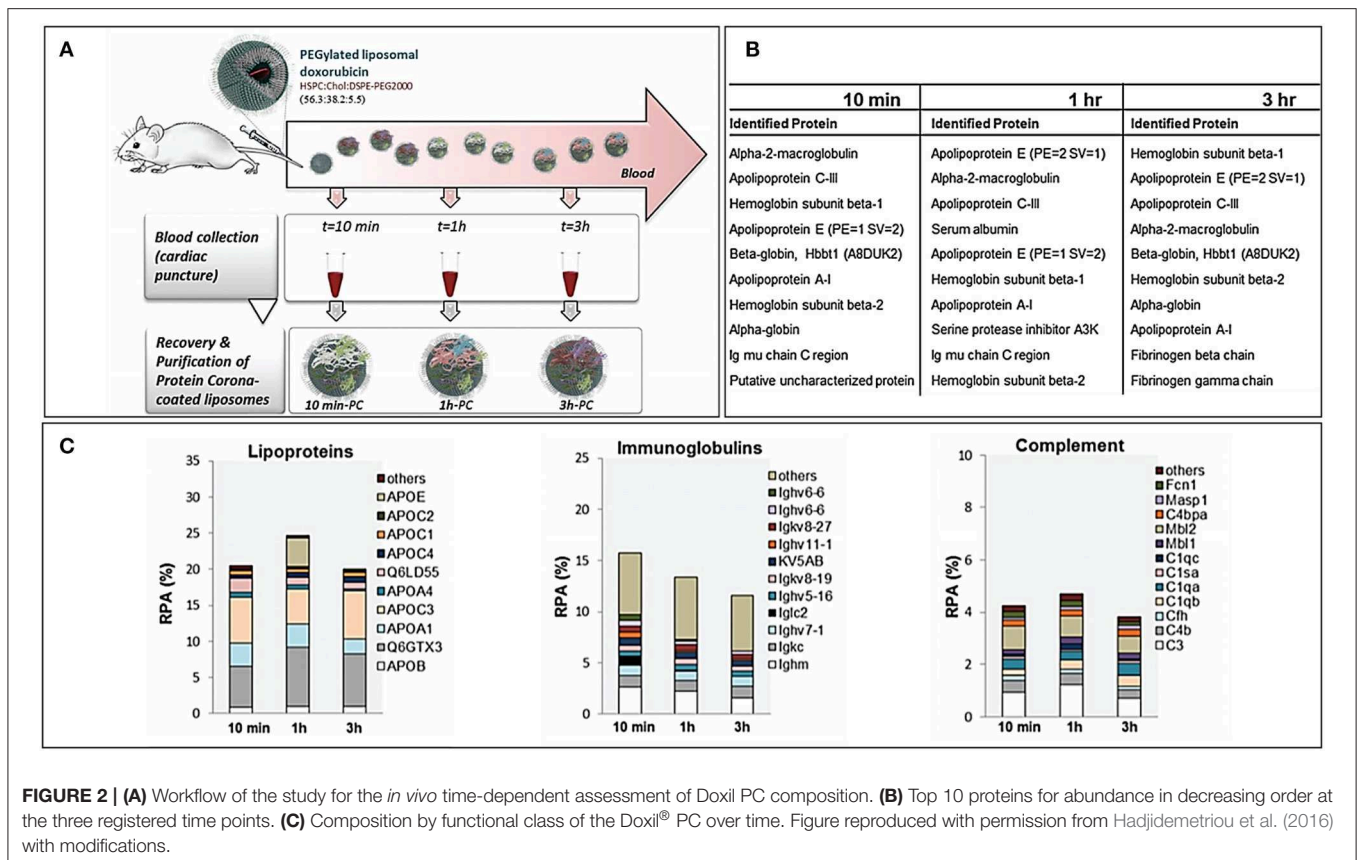 A
PEGylated liposomal
doxorubicin
HSPC:Chol:DSPE-PEG2000
(56.3:38.2:5.5)
Blood
Blood collection
(cardiac
puncture)
t=10 min
t=1h
t=3h
Recovery &
Purification of
Protein Corona-
coated liposomes
10 min-PC
1h-PC
3h-PC
B
10 min 1 hr 3 hr
Identified Protein Identified Protein Identified Protein
Alpha-2-macroglobulin Apolipoprotein E (PE=2 SV=1) Hemoglobin subunit beta-1
Apolipoprotein C-III Alpha-2-macroglobulin Apolipoprotein E (PE=2 SV=1)
Hemoglobin subunit beta-1 Apolipoprotein C-III Apolipoprotein C-III
Apolipoprotein E (PE=1 SV=2) Serum albumin Alpha-2-macroglobulin
Beta-globin, Hbbt1 (A8DUK2) Apolipoprotein E (PE=1 SV=2) Beta-globin, Hbbt1 (A8DUK2)
Apolipoprotein A-I Hemoglobin subunit beta-1 Hemoglobin subunit beta-2
Hemoglobin subunit beta-2 Apolipoprotein A-I Alpha-globin
Alpha-globin Serine protease inhibitor A3K Apolipoprotein A-I
Ig mu chain C region Ig mu chain C region Fibrinogen beta chain
Putative uncharacterized protein Hemoglobin subunit beta-2 Fibrinogen gamma chain
C
Lipoproteins
RPA (%)
35
30
25
20
15
10
5
0
10 min 1h 3h
others
APOE
APOC2
APOC1
APOC4
Q6LD55
APOA4
APOC3
APOA1
Q6GTX3
APOB
Immunoglobulins
RPA (%)
25
20
15
10
5
0
10 min 1h 3h
others
Ighv6-6
Ighv6-6
Igkv8-27
Ighv11-1
KV5AB
Igkv8-19
Ighv5-16
Iglc2
Ighv7-1
Igkc
Ighm
Complement
RPA (%)
10
8
6
4
2
0
10 min 1h 3h
others
Fcn1
Masp1
C4bpa
Mbl2
Mbl1
C1qc
C1sa
C1qa
C1qb
Cfh
C4b
C3
FIGURE 2 | (A) Workflow of the study for the in vivo time-dependent assessment of Doxil PC composition. (B) Top 10 proteins for abundance in decreasing order at
the three registered time points. (C) Composition by functional class of the Doxil® PC over time. Figure reproduced with permission from Hadjidemetriou et al. (2016)
with modifications.